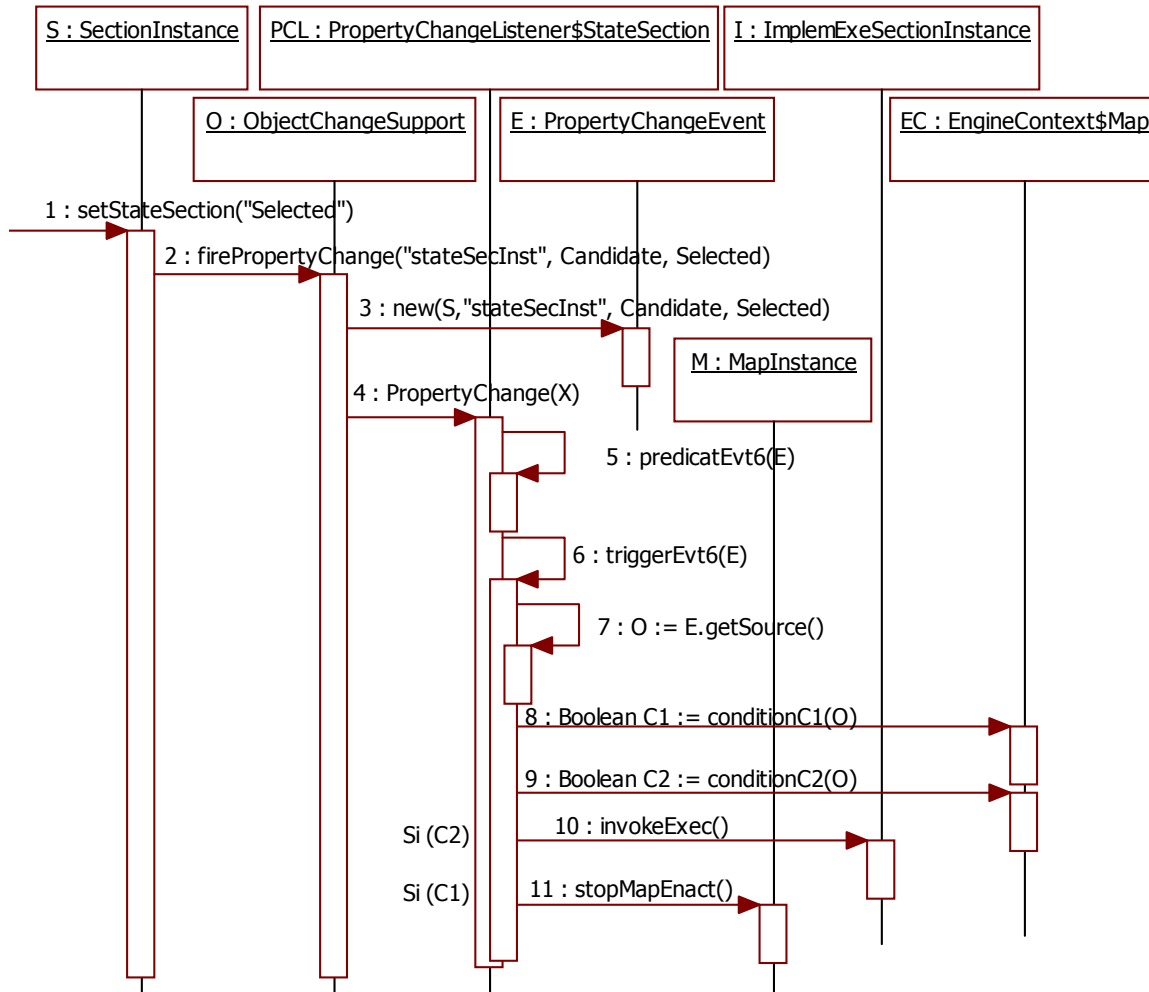 S : SectionInstance
PCL : PropertyChangeListener$StateSection
I : ImplemExeSectionInstance
O : ObjectChangeSupport
E : PropertyChangeEvent
EC : EngineContext$Map
1 : setStateSection("Selected")
2 : firePropertyChange("stateSecInst", Candidate, Selected)
3 : new(S,"stateSecInst", Candidate, Selected)
M : MapInstance
4 : PropertyChange(X)
5 : predicatEvt6(E)
6 : triggerEvt6(E)
7 : O := E.getSource()
8 : Boolean C1 := conditionC1(O)
9 : Boolean C2 := conditionC2(O)
Si (C2)
10 : invokeExec()
Si (C1)
11 : stopMapEnact()